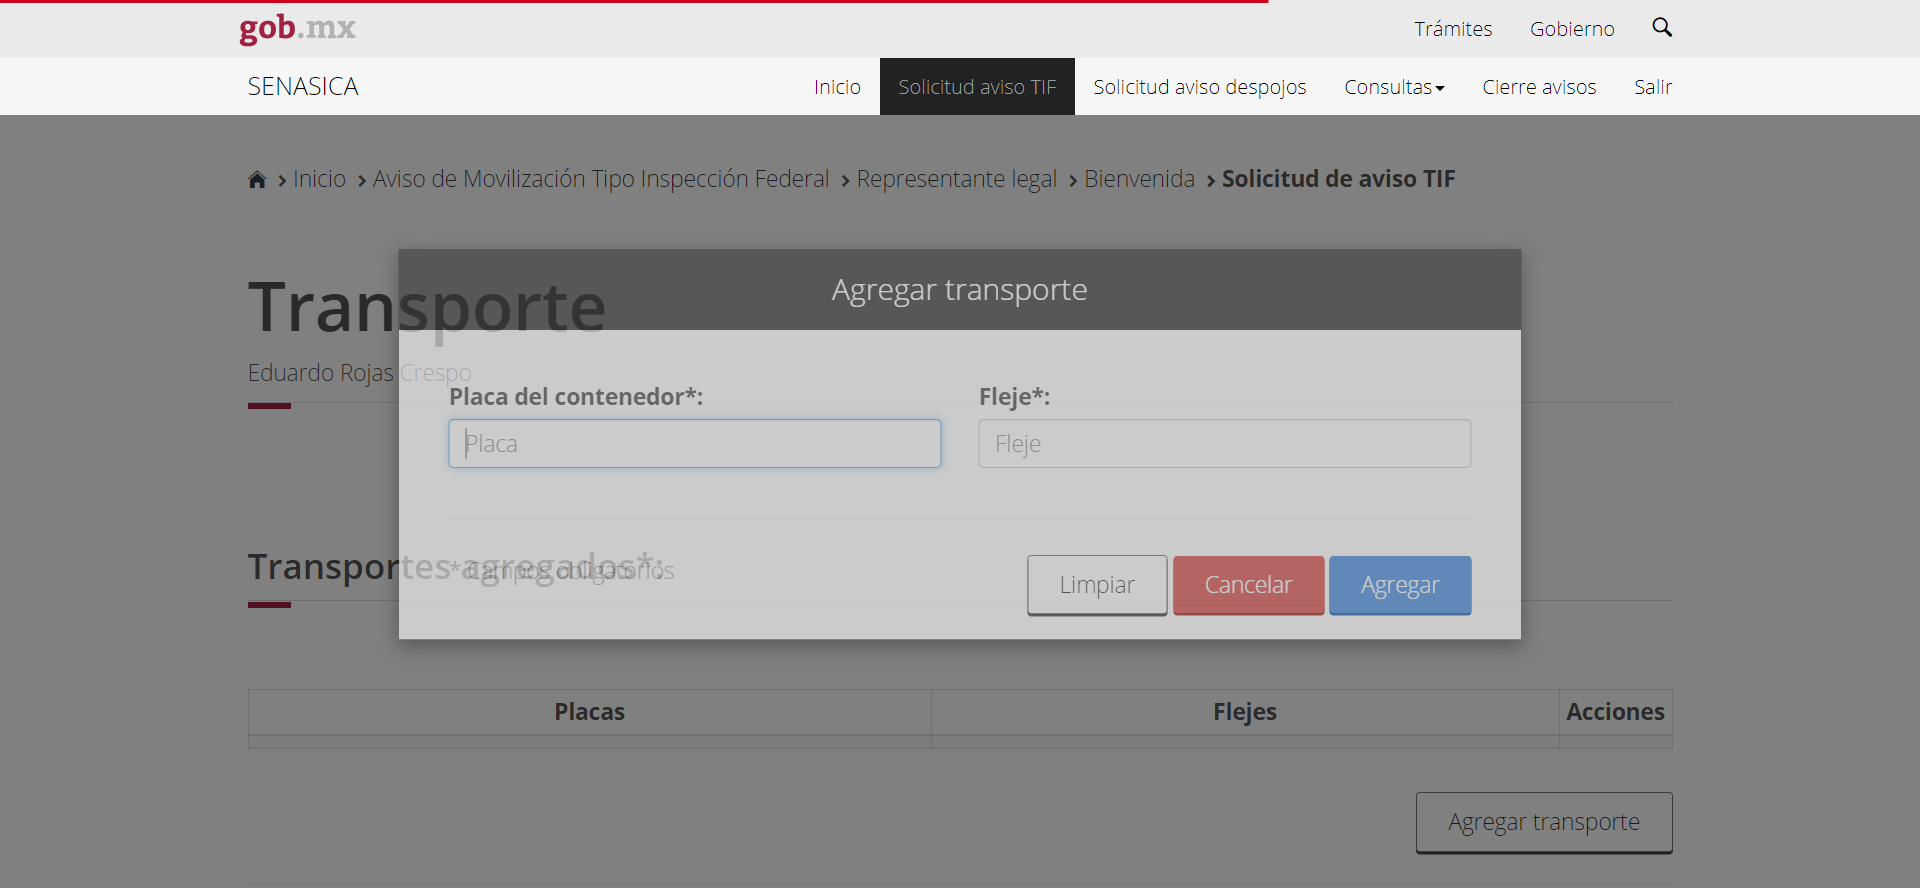 gob.mx
Trámites
Gobierno
SENASICA
Inicio
Solicitud aviso TIF
Solicitud aviso despojos
Consultas
Cierre avisos
Salir
Inicio
Aviso de Movilización Tipo Inspección Federal
Representante legal
Bienvenida
Solicitud de aviso TIF
Transporte
Eduardo Rojas Crespo
Agregar transporte
Placa del contenedor*:
Fleje*:
Placa
Fleje
Transportes agregados*:
* Campos obligatorios
Limpiar
Cancelar
Agregar
Placas
Flejes
Acciones
Agregar transporte